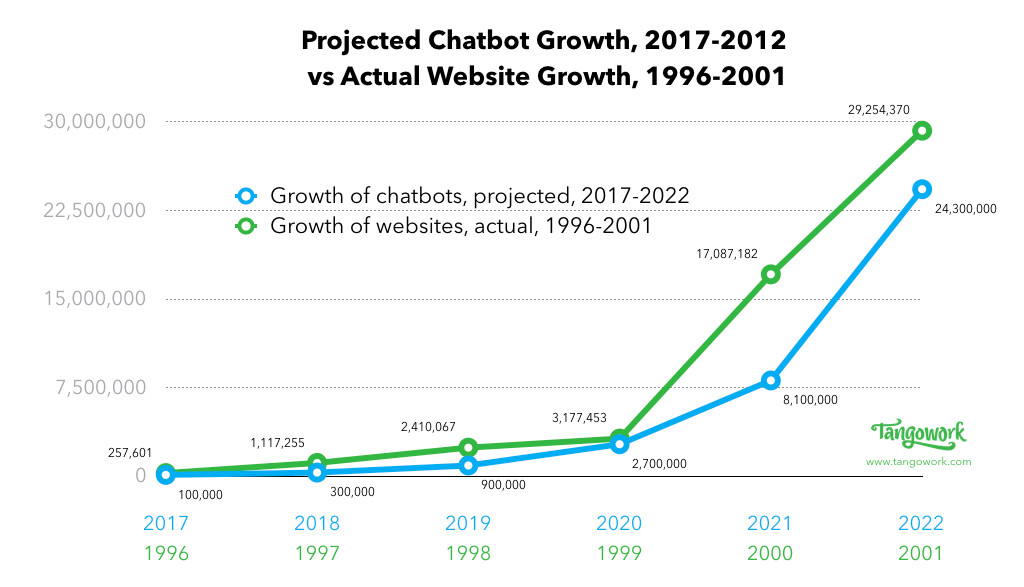 Projected Chatbot Growth, 2017-2012
vs Actual Website Growth, 1996-2001
30,000,000
22,500,000
15,000,000
7,500,000
0
Growth of chatbots, projected, 2017-2022
Growth of websites, actual, 1996-2001
257,601
1,117,255
2,410,067
3,177,453
17,087,182
29,254,370
100,000
300,000
900,000
2,700,000
8,100,000
24,300,000
Tangowork
www.tangowork.com
2017 2018 2019 2020 2021 2022
1996 1997 1998 1999 2000 2001